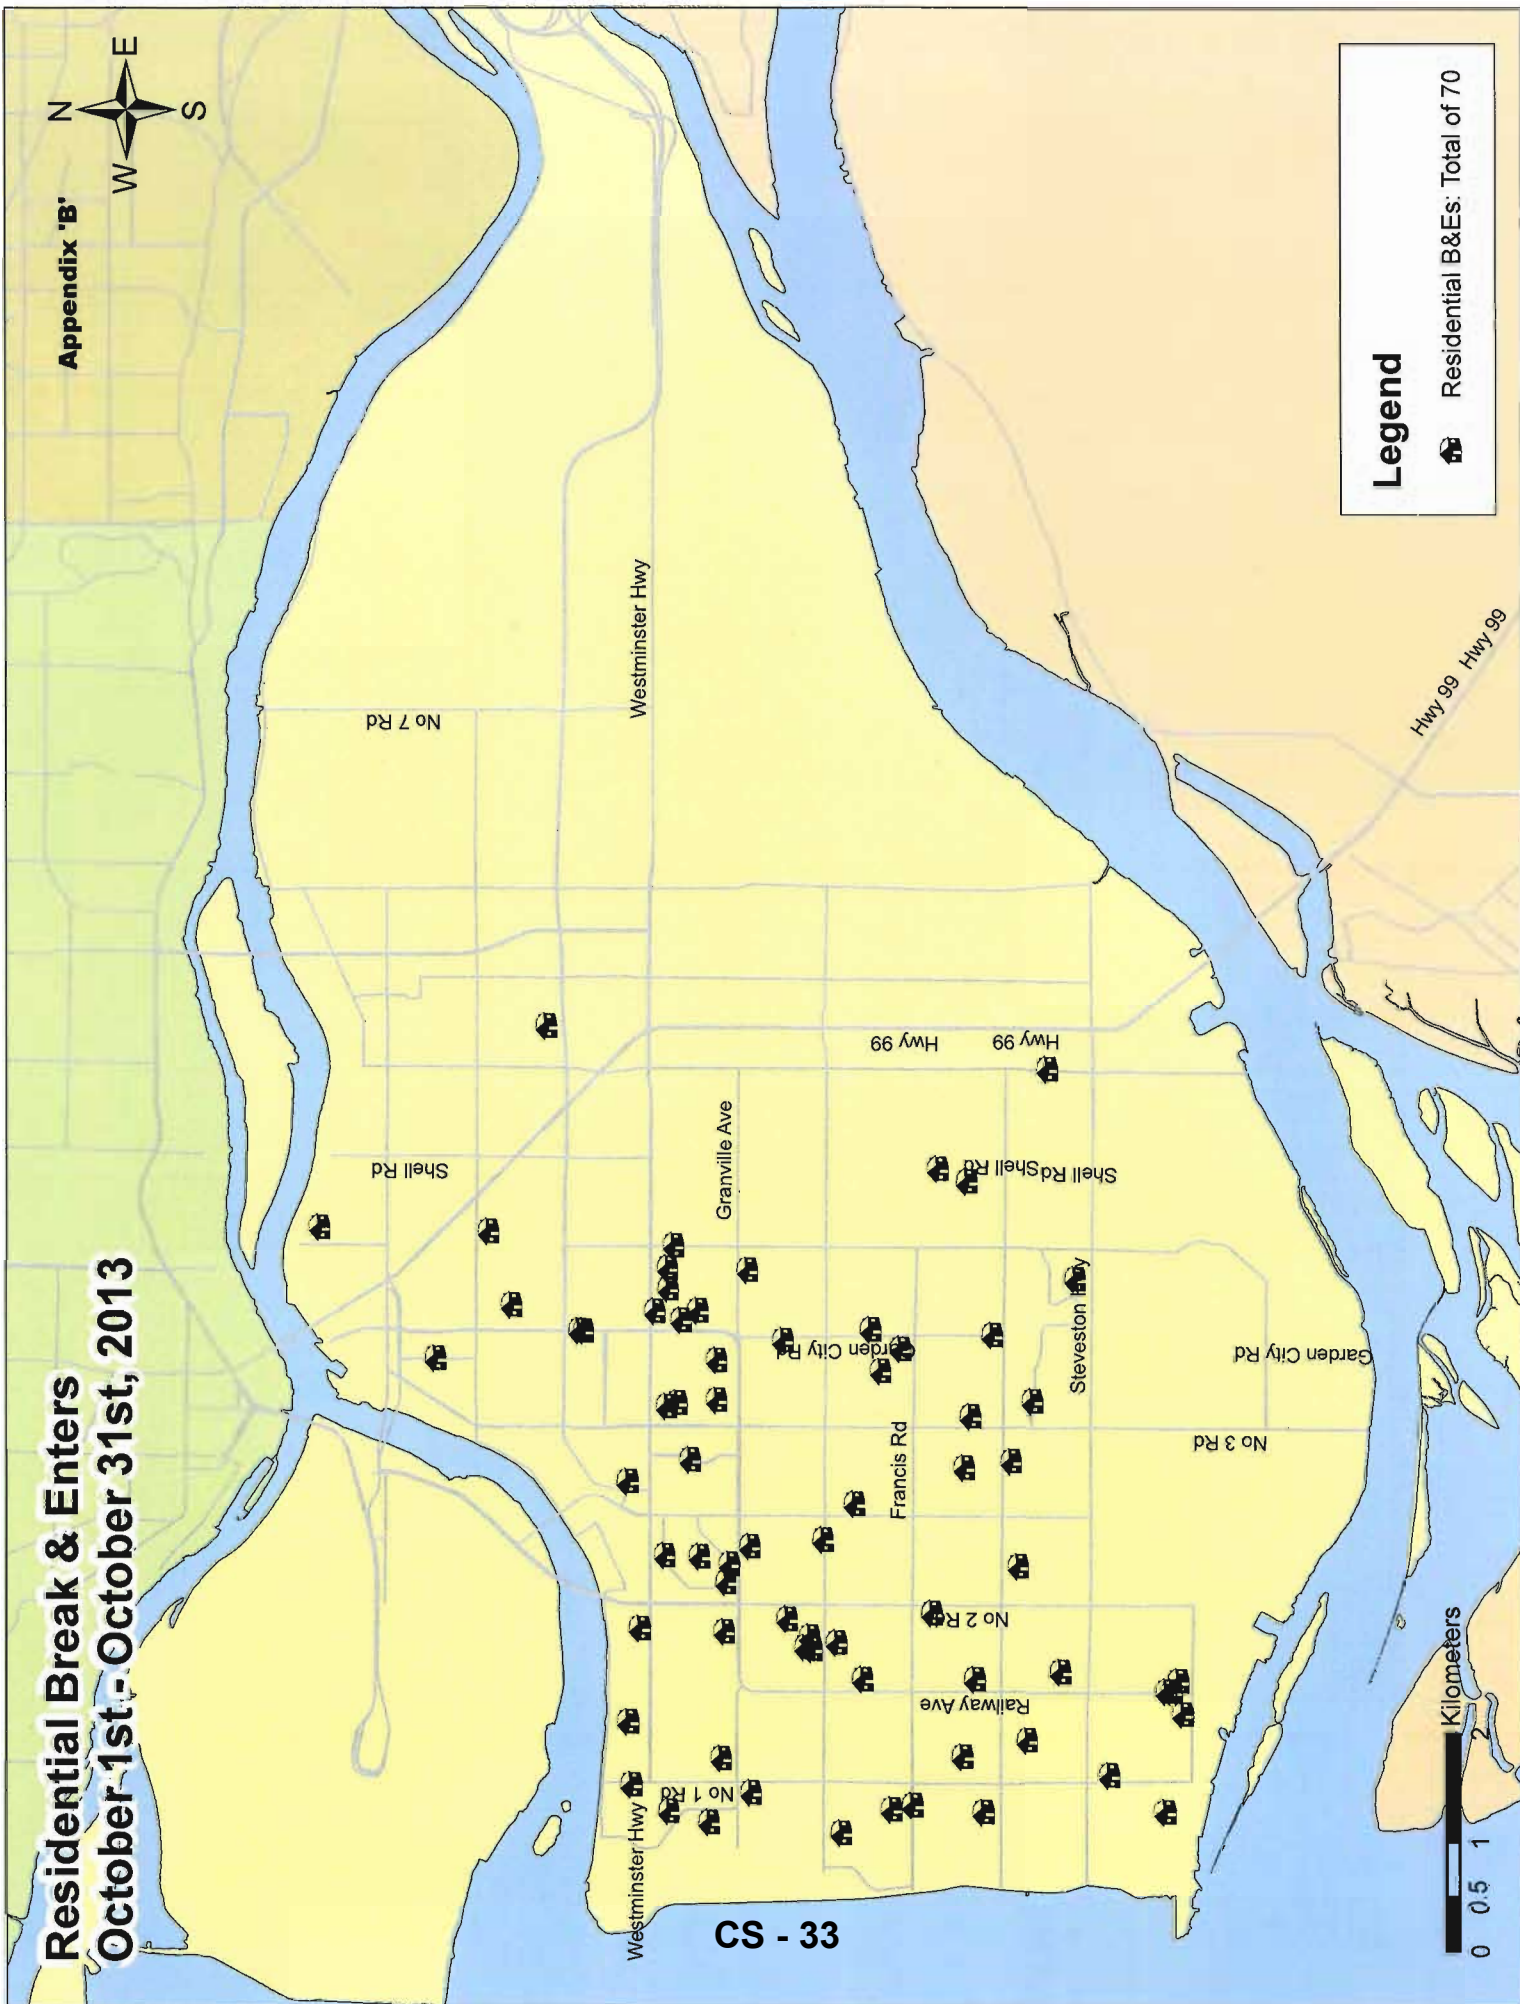 Residential Break & Enters
October 1st - October 31st, 2013
Appendix 'B'
N
W
E
S
No 7 Rd
Westminster Hwy
Shell Rd
Granville Ave
Hwy 99
Hwy 99
Shell Rd
Shell Rd
Garden City Rd
Steveston Hwy
Garden City Rd
Francis Rd
No 3 Rd
No 2 Rd
Railway Ave
No 1 Rd
Westminster Hwy
Hwy 99
Hwy 99
Legend
Residential B&Es: Total of 70
Kilometers
0 0.5 1 2
CS - 33